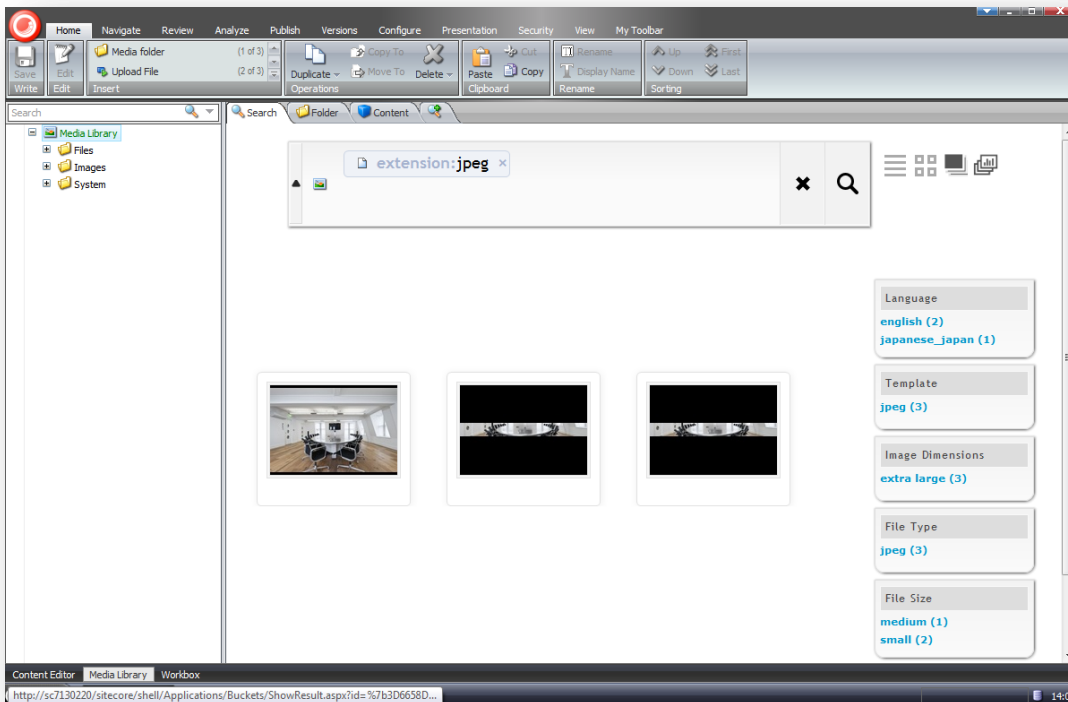 Home Navigate Review Analyze Publish Versions Configure Presentation Security View My Toolbar
Save
Write
Edit
Edit
Media folder (1 of 3)
Upload File (2 of 3)
Insert
Duplicate Copy To
Move To Delete
Operations
Paste Cut
Copy
Clipboard
Rename
Display Name
Rename
Up First
Down Last
Sorting
Search
Media Library
Files
Images
System
Search Folder Content
extension:jpeg ×
Language
english (2)
japanese_japan (1)
Template
jpeg (3)
Image Dimensions
extra large (3)
File Type
jpeg (3)
File Size
medium (1)
small (2)
Content Editor Media Library Workbox
http://sc7130220/sitecore/shell/Applications/Buckets/ShowResult.aspx?id=%7b3D6658D...